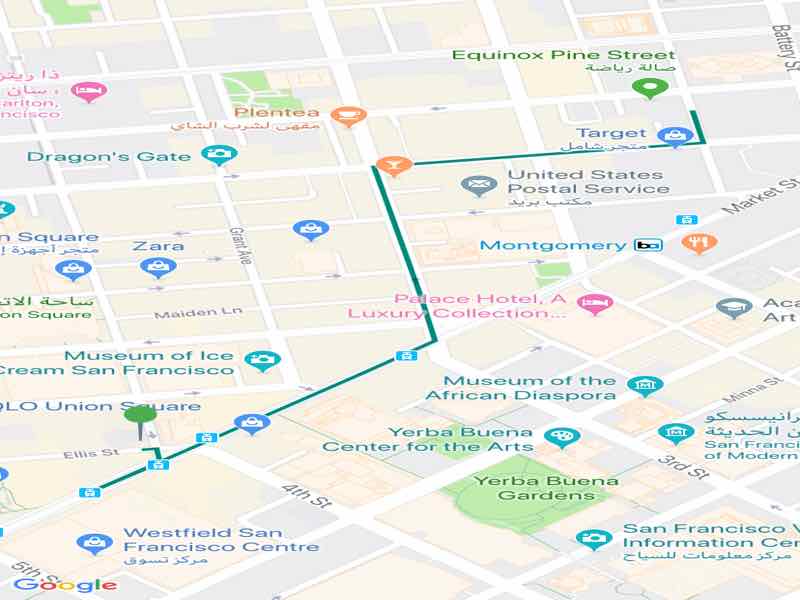 Battery St
Equinox Pine Street
صالة رياضة
ذا ريتز
arlton,
ncisco
Plentea
مقهى لشرب الشاي
Target
متجر شامل
Dragon's Gate
United States
Postal Service
مكتب بريد
Market St
n Square
متجر أجهزة إ
Zara
Grant Ave
Montgomery
ساحة الاتح
on Square
Maiden Ln
Palace Hotel, A
Luxury Collection...
Aca
Art
Museum of Ice
Cream San Francisco
Museum of the
African Diaspora
Minna St
OLO Union Square
Yerba Buena
Center for the Arts
San Franci
of Modern
Ellis St
3rd St
Yerba Buena
Gardens
4th St
Westfield San
Francisco Centre
مركز تسوق
San Francisco V
Information Cen
مركز معلومات للسياح
5th St
Google